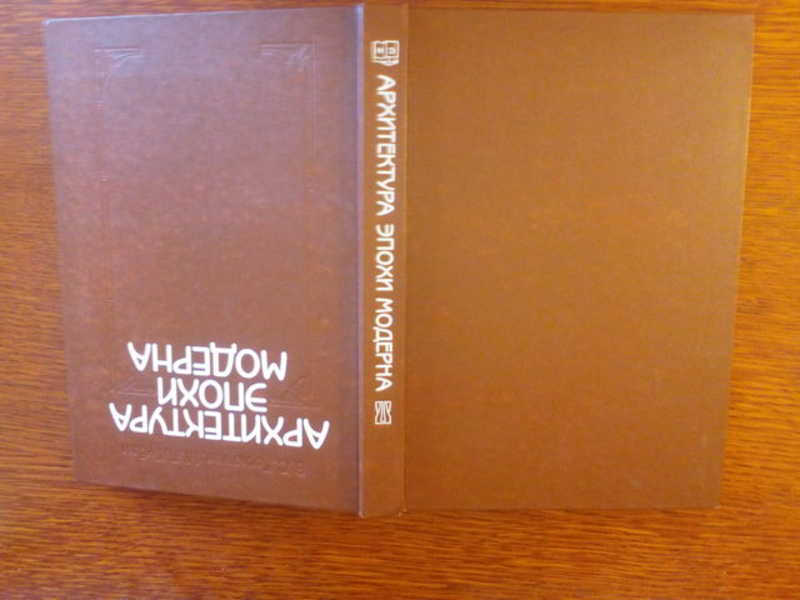 АРХИТЕКТУРА
ЭПОХИ
МОДЕРНА
АРХИТЕКТУРА ЭПОХИ МОДЕРНА